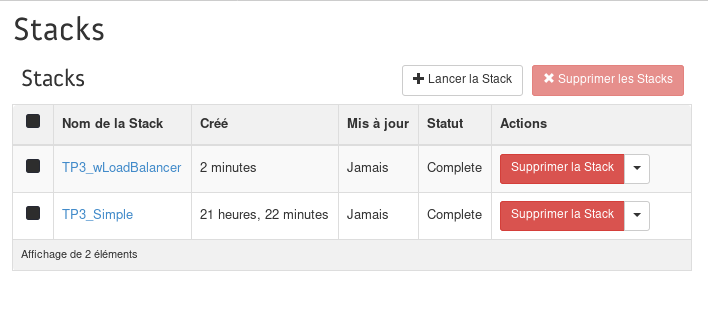 Stacks
Stacks
Lancer la Stack
Supprimer les Stacks
Nom de la Stack Créé Mis à jour Statut Actions
TP3_wLoadBalancer 2 minutes Jamais Complete Supprimer la Stack
TP3_Simple 21 heures, 22 minutes Jamais Complete Supprimer la Stack
Affichage de 2 éléments